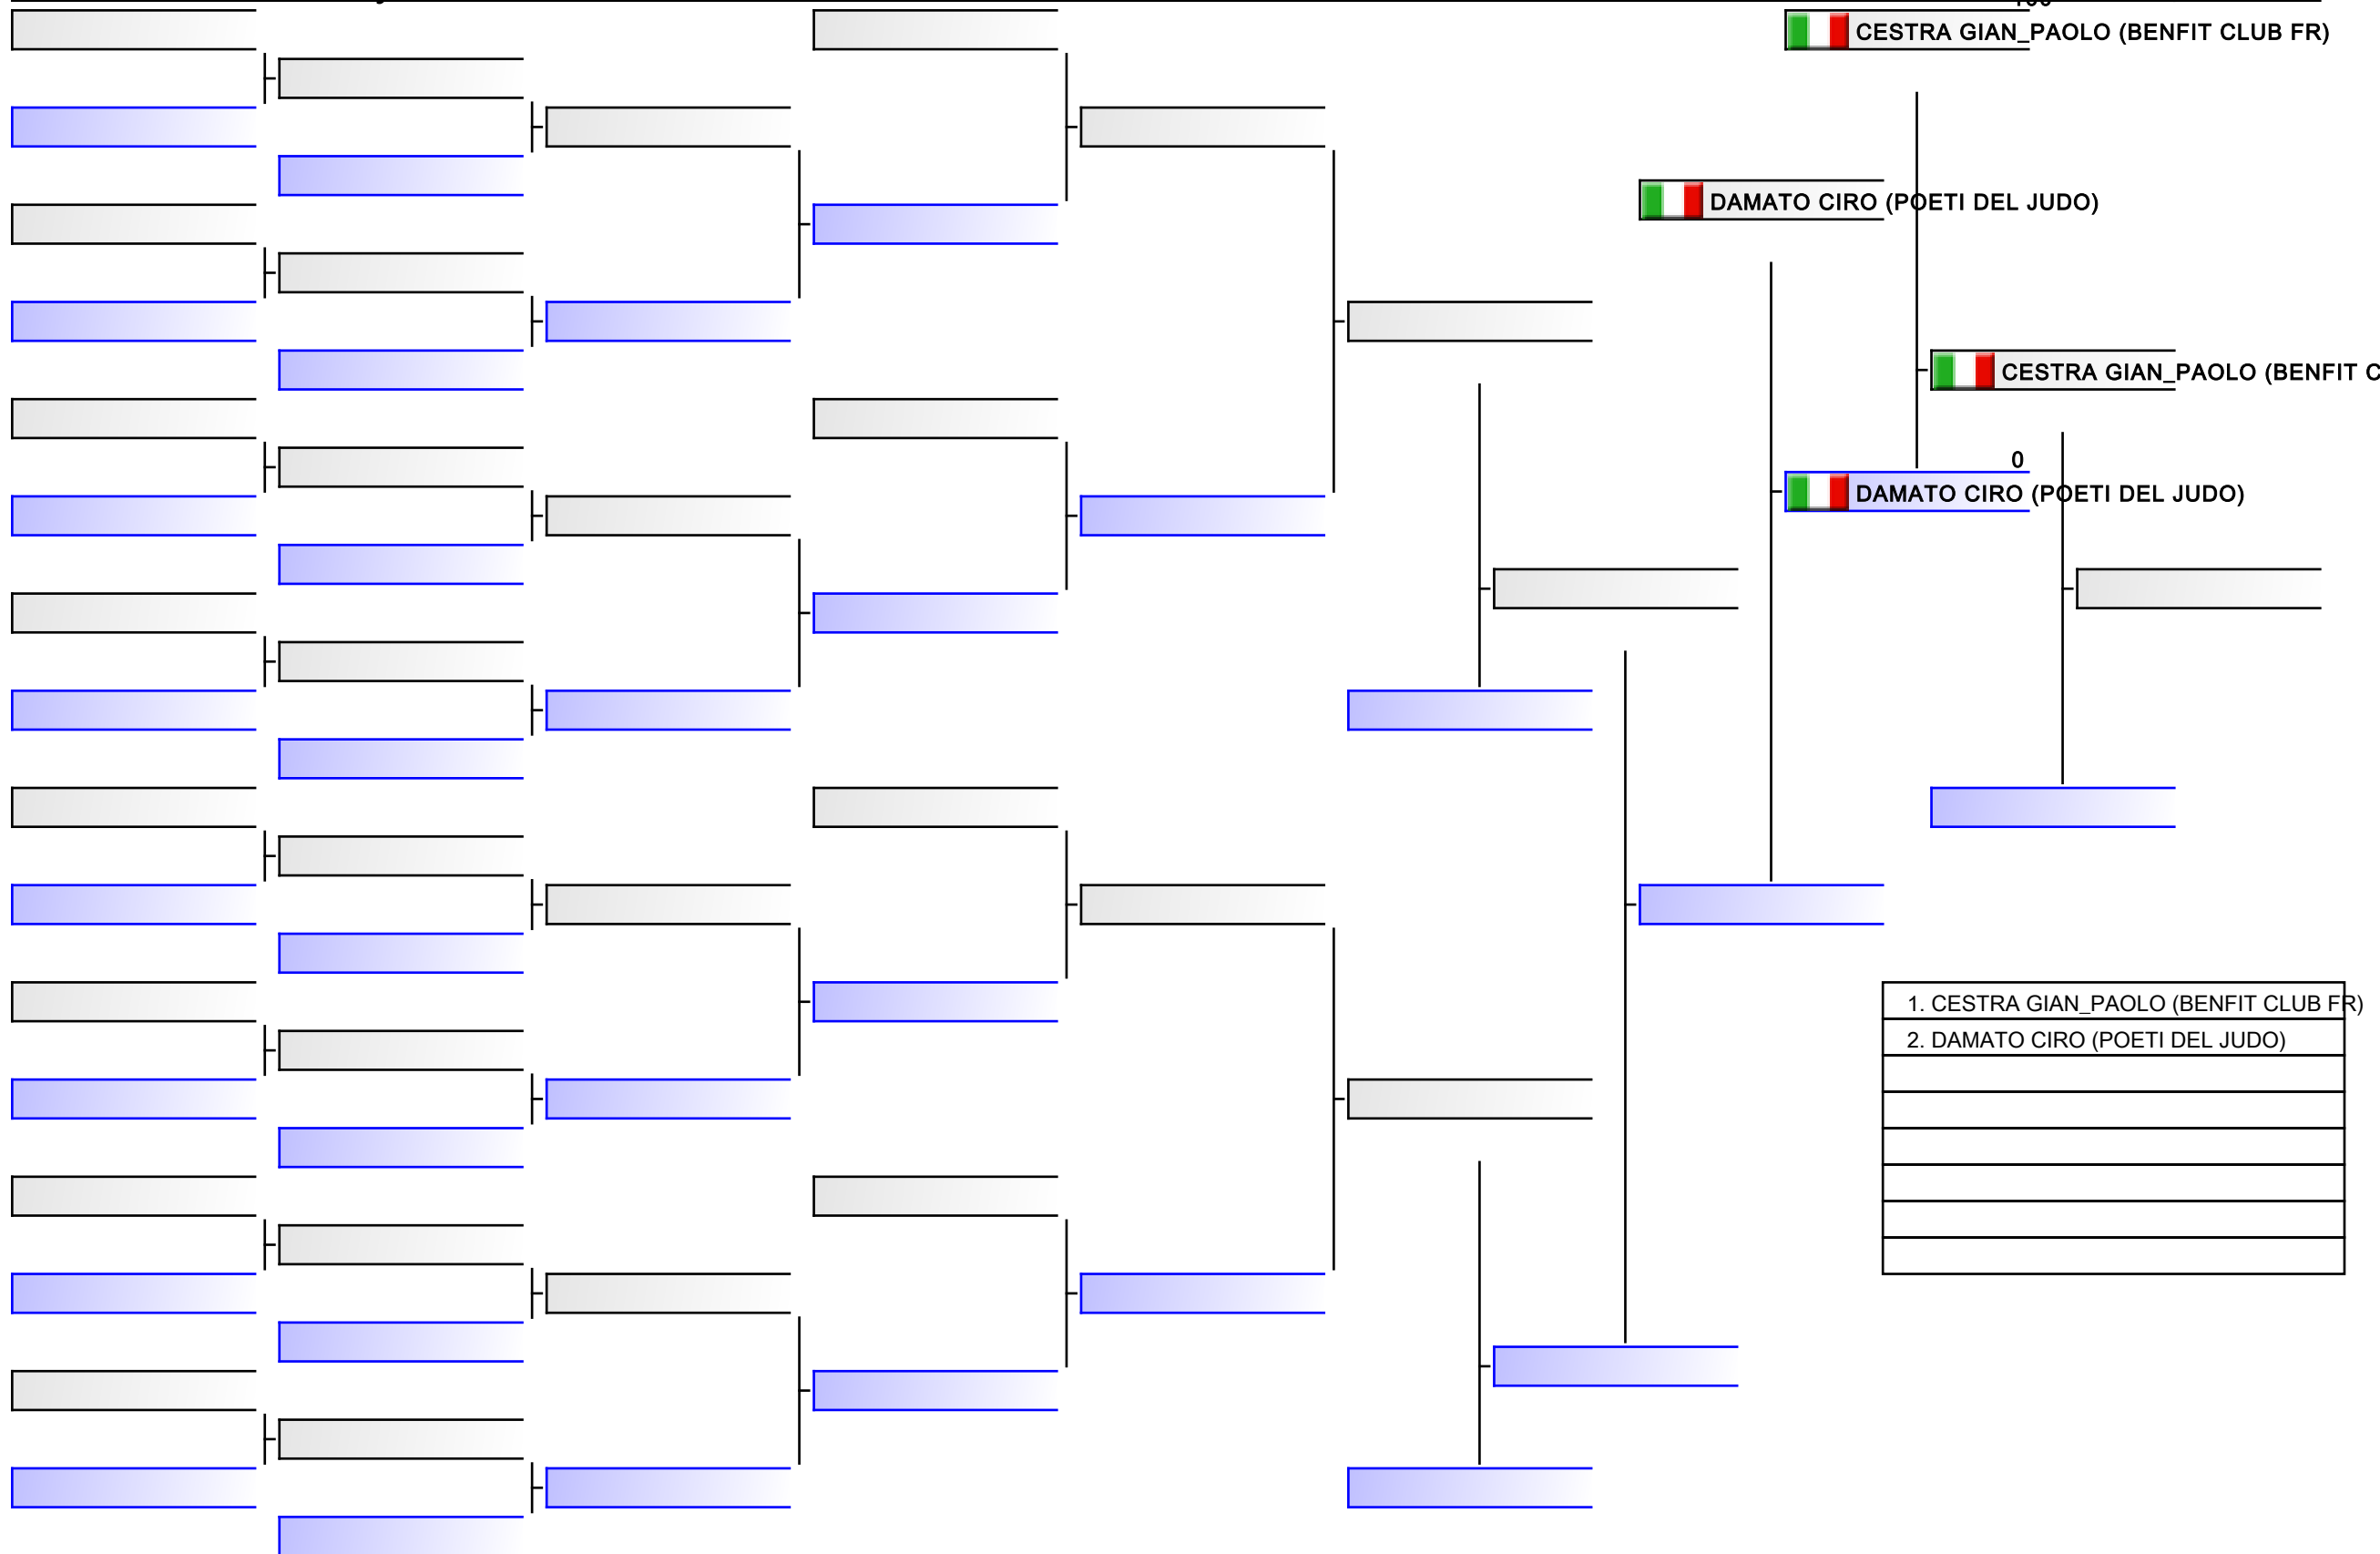 CESTRA GIAN_PAOLO (BENFIT CLUB FR)
DAMATO CIRO (POETI DEL JUDO)
CESTRA GIAN_PAOLO (BENFIT C
0
DAMATO CIRO (POETI DEL JUDO)
1. CESTRA GIAN_PAOLO (BENFIT CLUB FR)
2. DAMATO CIRO (POETI DEL JUDO)